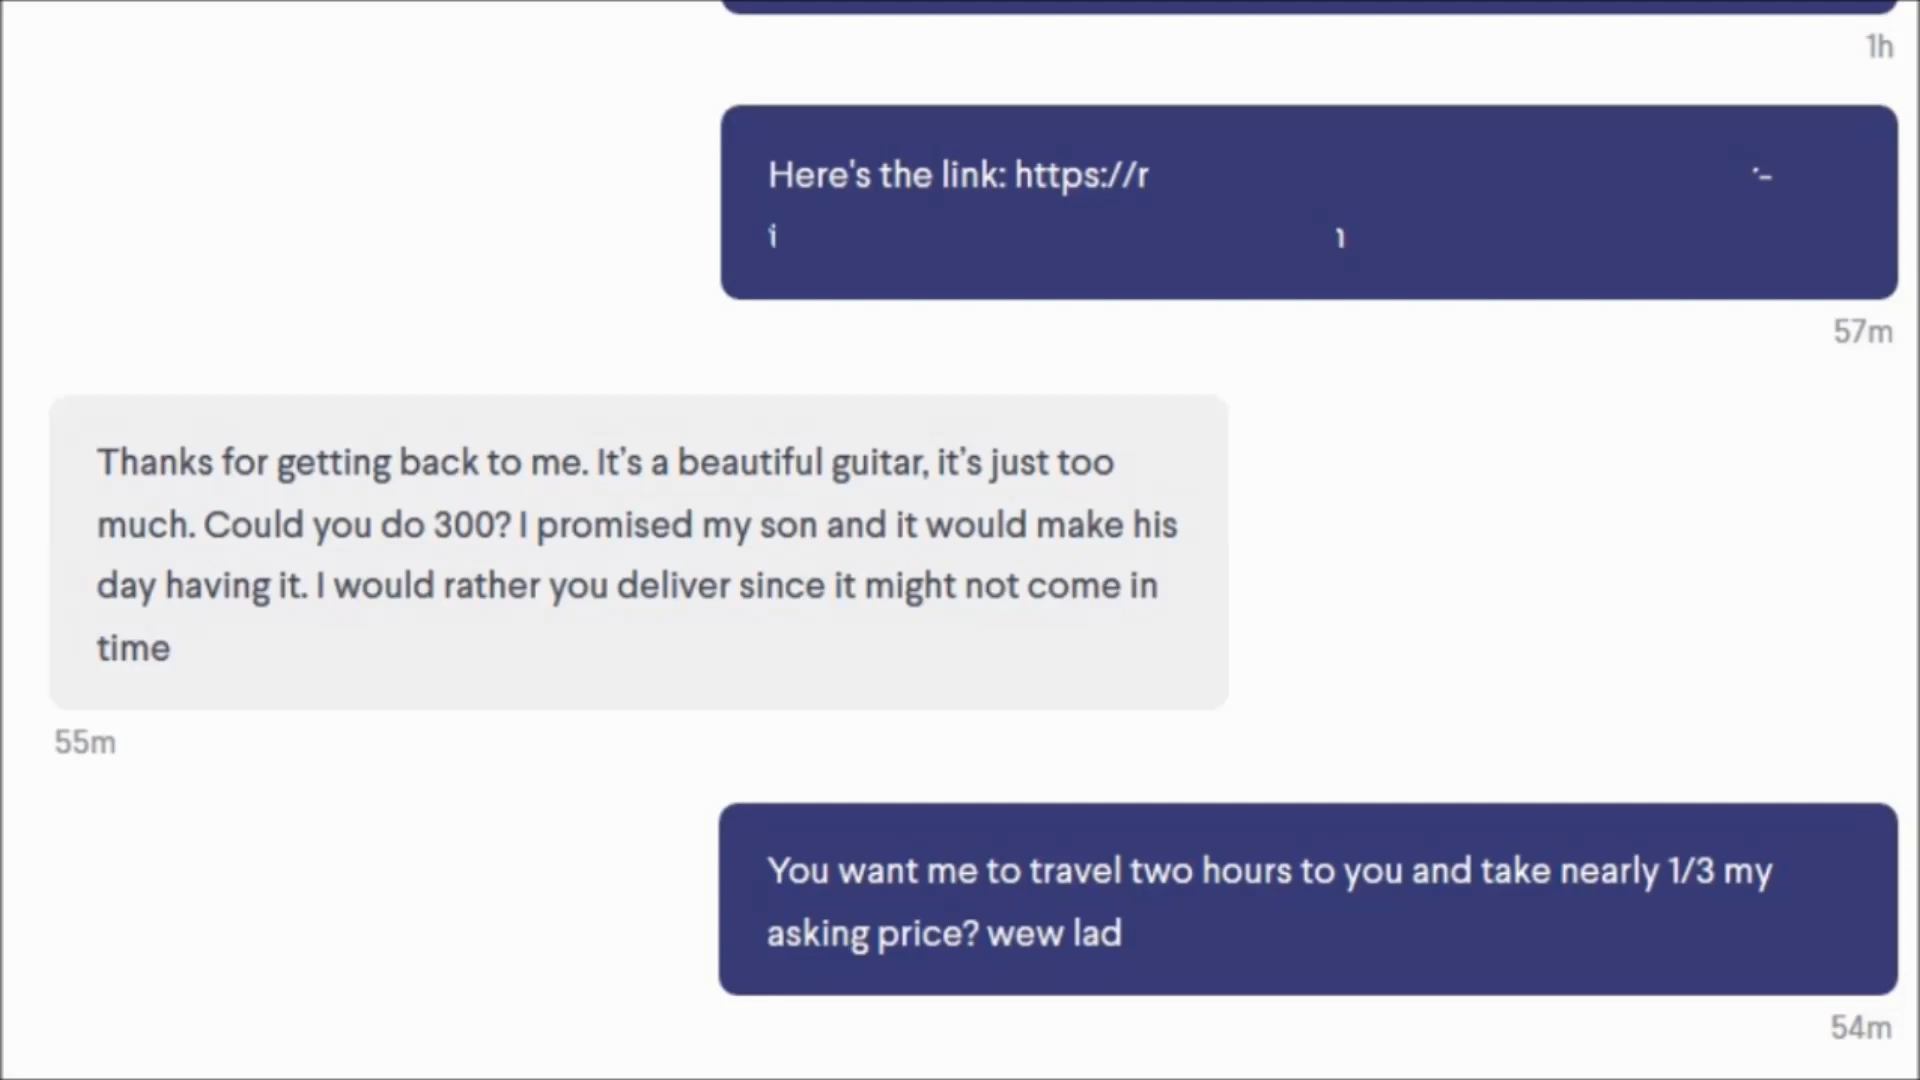 1h
Here's the link: https://r
57m
Thanks for getting back to me. It’s a beautiful guitar, it’s just too
much. Could you do 300? I promised my son and it would make his
day having it. I would rather you deliver since it might not come in
time
55m
You want me to travel two hours to you and take nearly 1/3 my
asking price? wew lad
54m